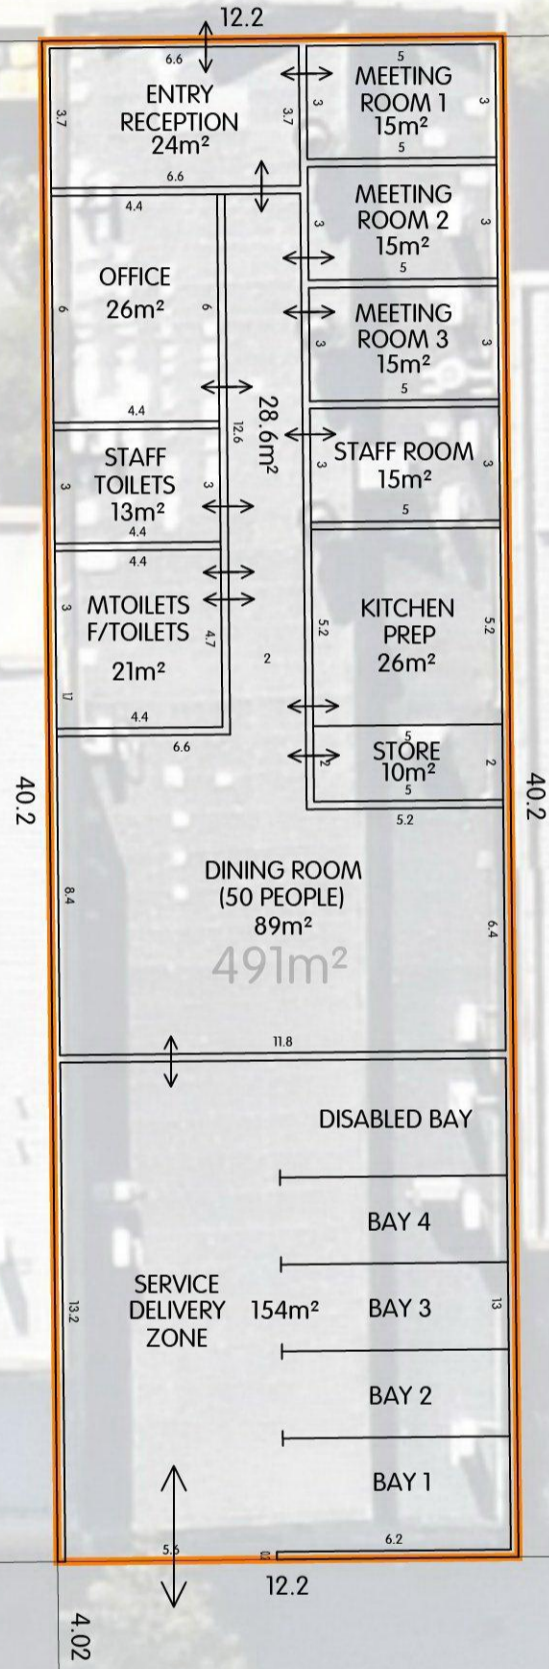 12.2
6.6
ENTRY
RECEPTION
24m²
3.7
3.7
6.6
5
MEETING
ROOM 1
15m²
3
3
5
MEETING
ROOM 2
15m²
3
3
5
MEETING
ROOM 3
15m²
3
3
5
4.4
OFFICE
26m²
6
6
4.4
28.6m²
12.6
STAFF ROOM
15m²
3
3
5
STAFF
TOILETS
13m²
3
3
4.4
4.4
MTOILETS
F/TOILETS
21m²
3
4.7
17
4.4
6.6
2
KITCHEN
PREP
26m²
5.2
5.2
5
STORE
10m²
2
2
5
5.2
40.2
40.2
DINING ROOM
(50 PEOPLE)
89m²
491m²
8.4
6.4
11.8
DISABLED BAY
BAY 4
SERVICE
DELIVERY
ZONE
154m²
BAY 3
13.2
13
BAY 2
BAY 1
6.2
12.2
4.02